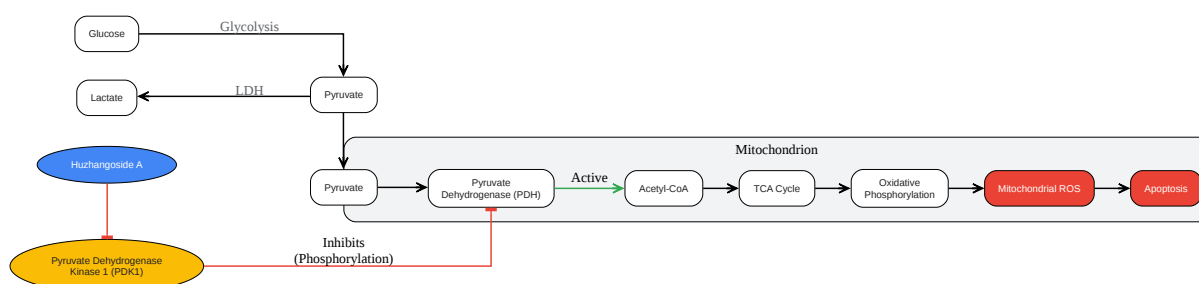 Glucose
Glycolysis
Lactate
LDH
Pyruvate
Huzhangoside A
Mitochondrion
Pyruvate
Pyruvate
Dehydrogenase (PDH)
Active
Acetyl-CoA
TCA Cycle
Oxidative
Phosphorylation
Mitochondrial ROS
Apoptosis
Inhibits
(Phosphorylation)
Pyruvate Dehydrogenase
Kinase 1 (PDK1)